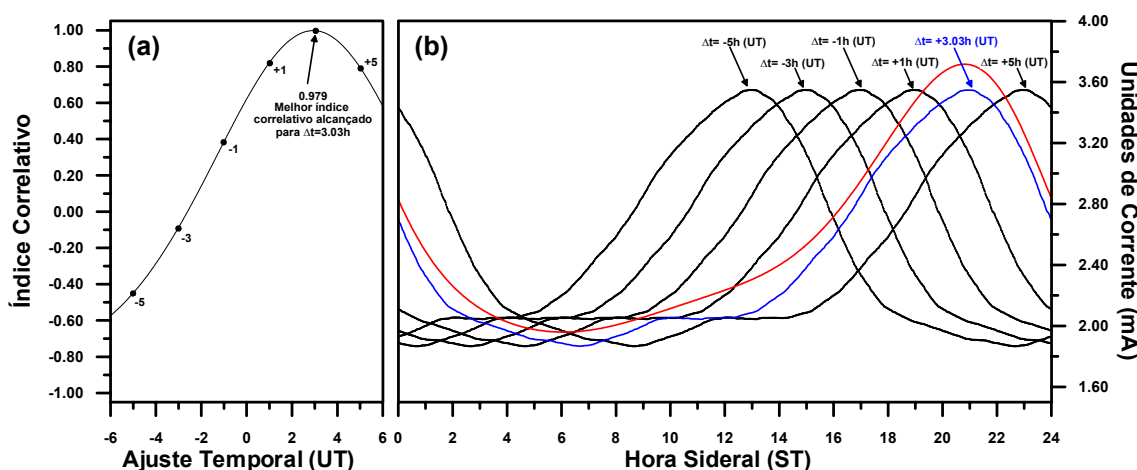 (a)
1.00
0.80
0.60
0.40
0.20
0.00
-0.20
-0.40
-0.60
-0.80
-1.00
Índice Correlativo
+1
+5
-1
-3
-5
0.979
Melhor índice
correlativo alcançado
para Δt=3.03h
-6 -4 -2 0 2 4 6
Ajuste Temporal (UT)
(b)
Δt= -5h (UT)
Δt= -3h (UT)
Δt= -1h (UT)
Δt= +1h (UT)
Δt= +3.03h (UT)
Δt= +5h (UT)
0 2 4 6 8 10 12 14 16 18 20 22 24
Hora Sideral (ST)
4.00
3.60
3.20
2.80
2.40
2.00
1.60
Unidades de Corrente (mA)